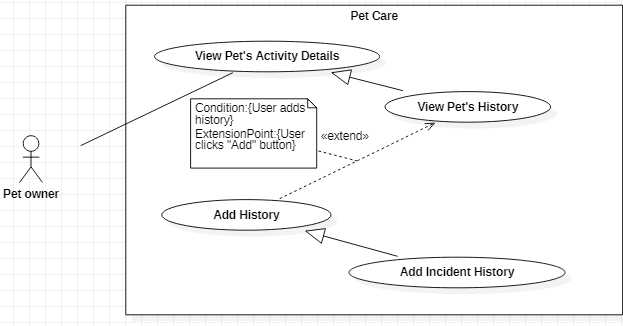 Pet Care
View Pet's Activity Details
View Pet's History
Condition:{User adds
history}
ExtensionPoint:{User
clicks "Add" button}
«extend»
Pet owner
Add History
Add Incident History